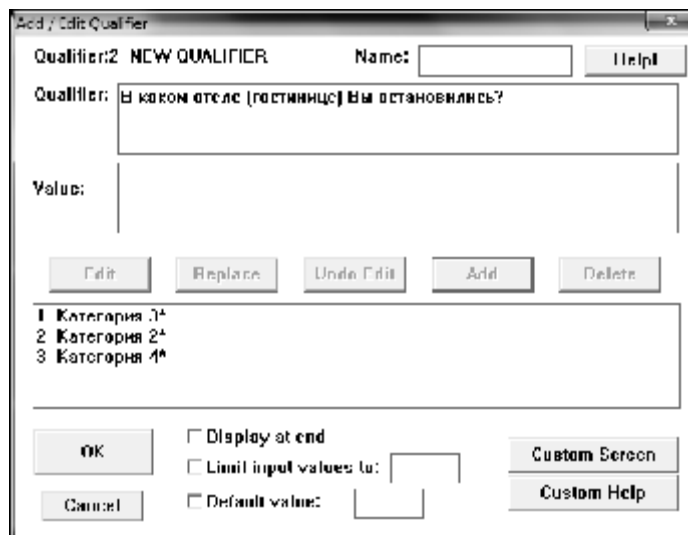 Add / Edit Qualifier
Qualifier:2 NEW QUALIFIER Name: Help!
Qualifier: В каком отеле (гостинице) Вы остановились?
Value:
Edit Replace Undo Edit Add Delete
1 Категория 3*
2 Категория 2*
3 Категория 4*
OK
Display at end
Limit input values to:
Custom Screen
Cancel
Default value:
Custom Help